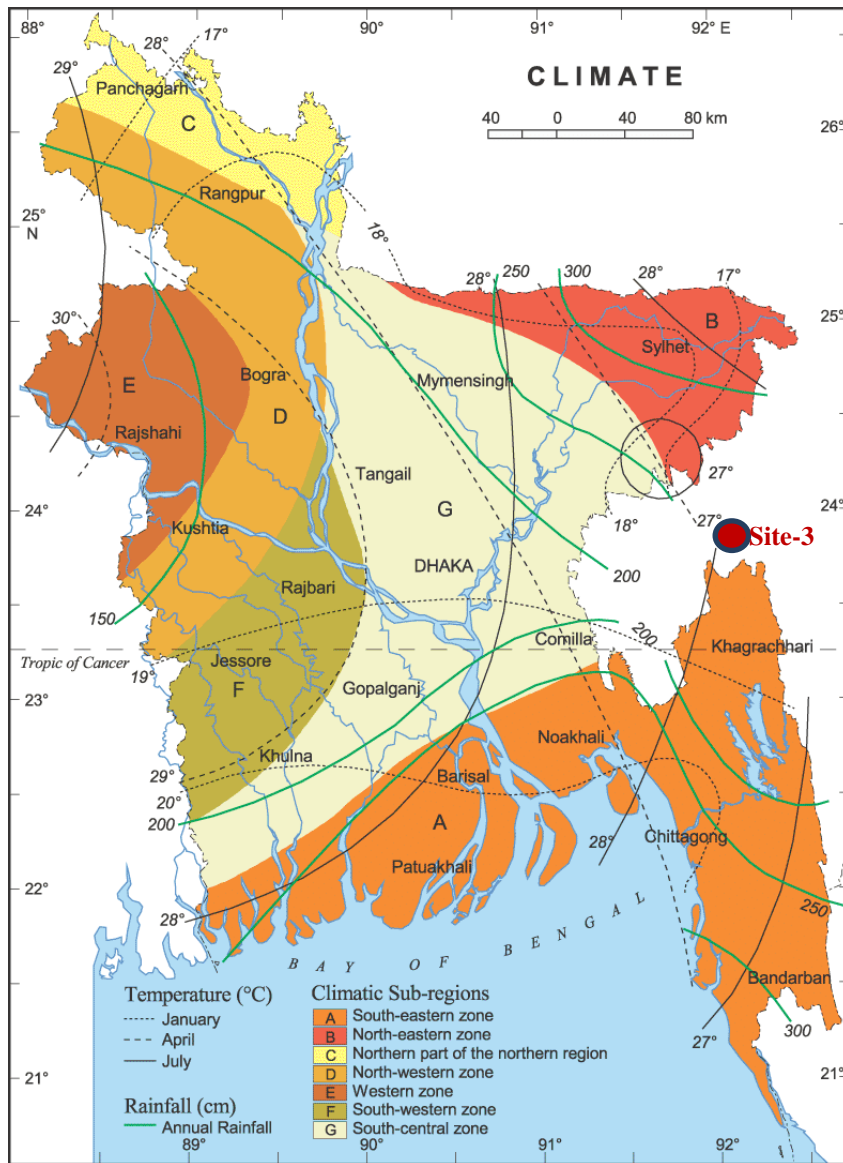 88°
90°
91°
92° E
28°
17°
29°
CLIMATE
Panchagarh
C
40 0 40 80 km
26°
26°
Rangpur
25°
N
18°
28°
250
300
28°
17°
B
25°
30°
Sylhet
Bogra
Mymensingh
E
D
Rajshahi
Tangail
27°
24°
G
24°
Kushtia
18°
27°
Site-3
DHAKA
200
Rajbari
150
Comilla
200
Khagrachhari
Tropic of Cancer
19°
Jessore
F
Gopalganj
23°
23°
Noakhali
Khulna
29°
Barisal
20°
200
A
Chittagong
28°
Patuakhali
22°
22°
250
28°
BAY OF BENGAL
Bandarban
Temperature (°C)
January
April
July
Rainfall (cm)
Annual Rainfall
Climatic Sub-regions
A South-eastern zone
B North-eastern zone
C Northern part of the northern region
D North-western zone
E Western zone
F South-western zone
G South-central zone
300
27°
21°
21°
89°
90°
91°
92°